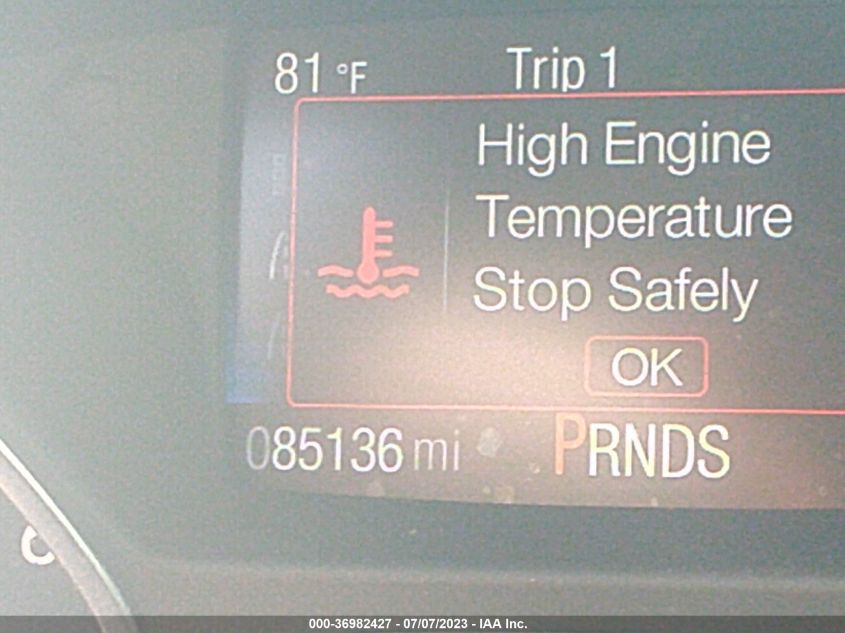 81 °F Trip 1
High Engine
Temperature
Stop Safely
OK
085136 mi PRNDS
000-36982427 - 07/07/2023 - IAA Inc.